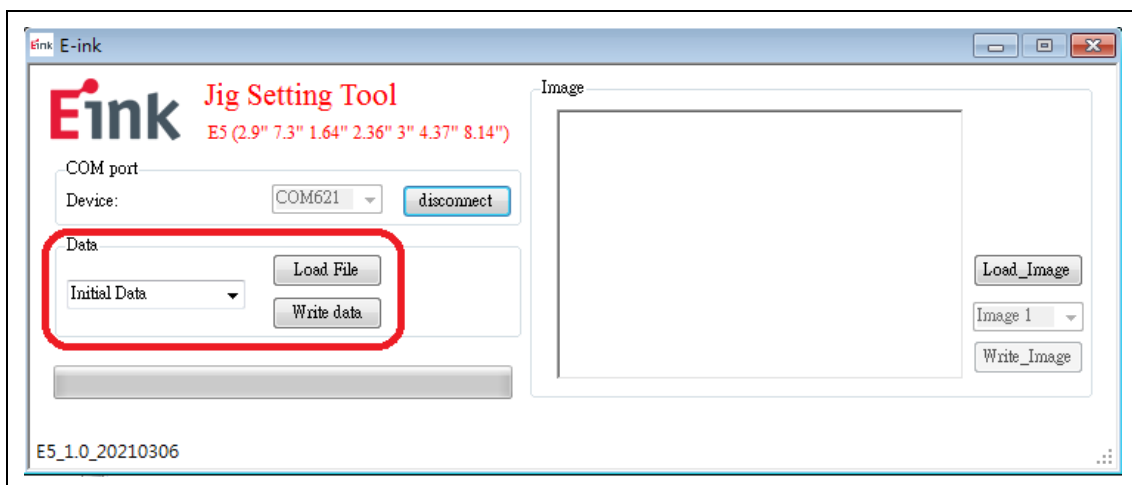 Eink E-ink
Eink
Jig Setting Tool
E5 (2.9" 7.3" 1.64" 2.36" 3" 4.37" 8.14")
COM port
Device:
COM621
disconnect
Data
Initial Data
Load File
Write data
E5_1.0_20210306
Image
Load_Image
Image 1
Write_Image